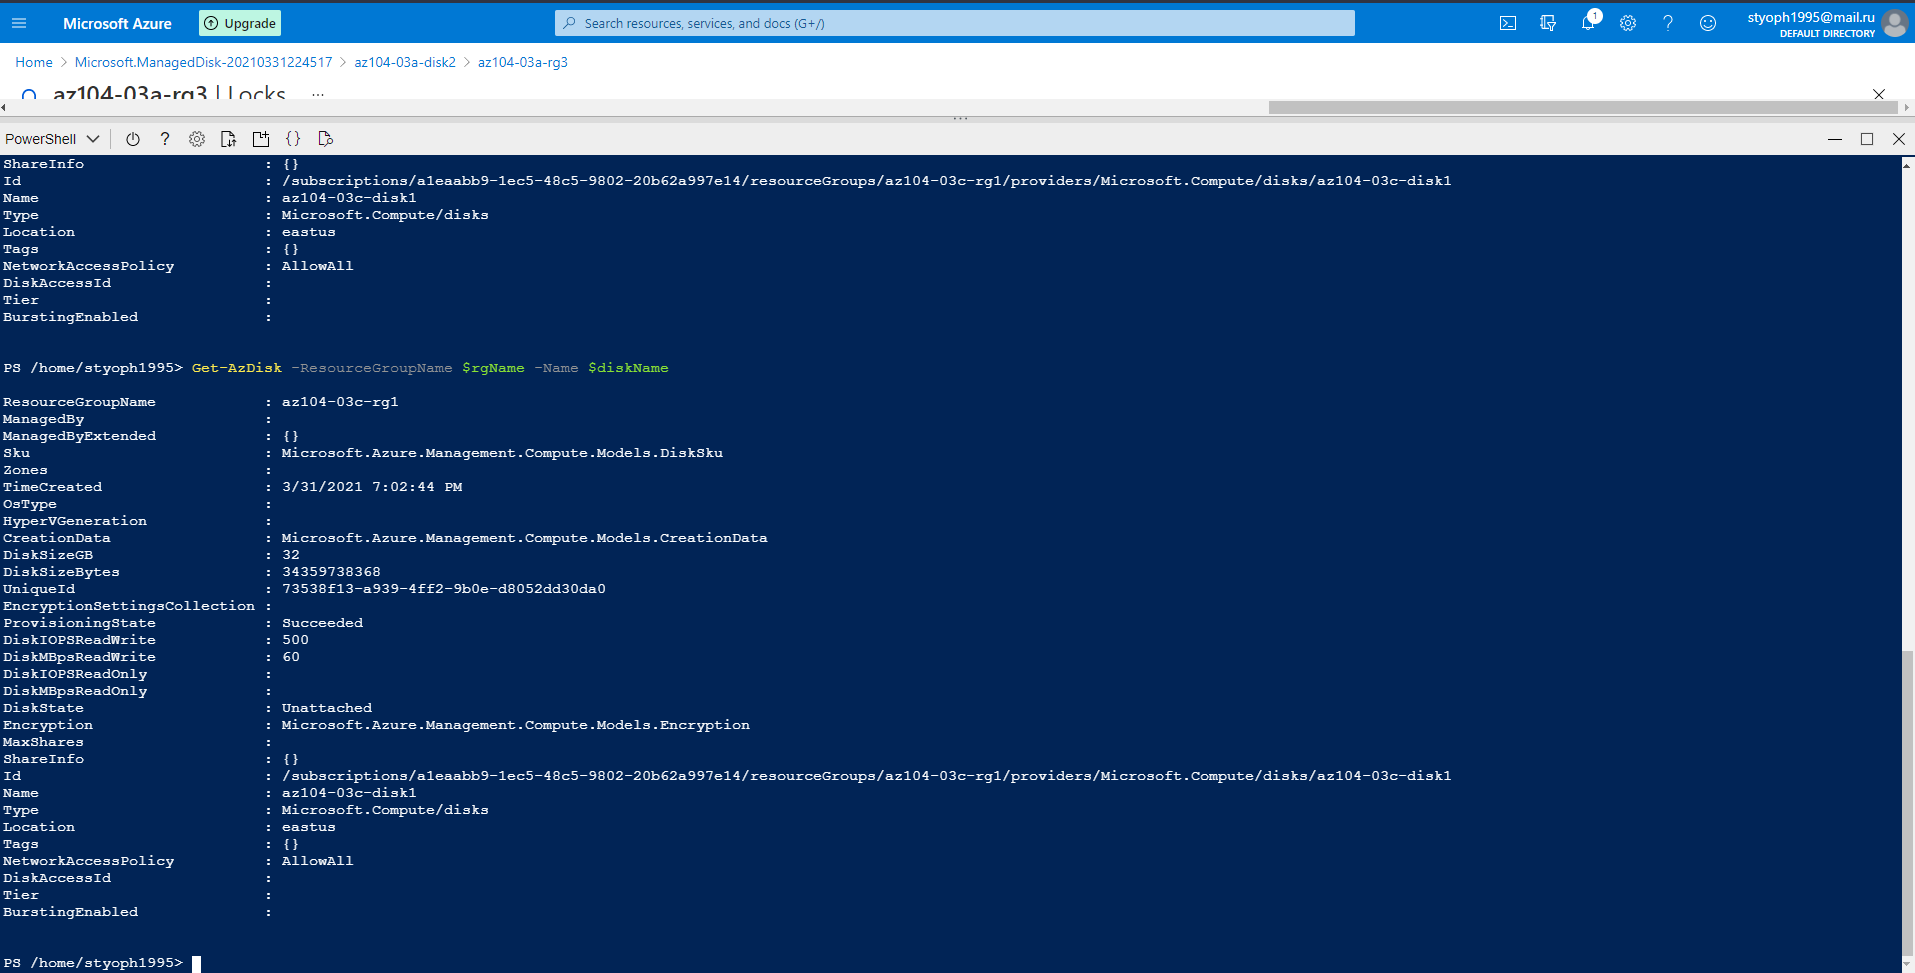 Microsoft Azure Upgrade Search resources, services, and docs (G+/) 1 styoph1995@mail.ru
DEFAULT DIRECTORY
Home > Microsoft.ManagedDisk-20210331224517 > az104-03a-disk2 > az104-03a-rg3
az104-03a-rg3 | Locks ...
PowerShell
ShareInfo : {}
Id : /subscriptions/a1eaabb9-1ec5-48c5-9802-20b62a997e14/resourceGroups/az104-03c-rg1/providers/Microsoft.Compute/disks/az104-03c-disk1
Name : az104-03c-disk1
Type : Microsoft.Compute/disks
Location : eastus
Tags : {}
NetworkAccessPolicy : AllowAll
DiskAccessId :
Tier :
BurstingEnabled :
PS /home/styoph1995> Get-AzDisk -ResourceGroupName $rgName -Name $diskName
ResourceGroupName : az104-03c-rg1
ManagedBy :
ManagedByExtended : {}
Sku : Microsoft.Azure.Management.Compute.Models.DiskSku
Zones :
TimeCreated : 3/31/2021 7:02:44 PM
OsType :
HyperVGeneration :
CreationData : Microsoft.Azure.Management.Compute.Models.CreationData
DiskSizeGB : 32
DiskSizeBytes : 34359738368
UniqueId : 73538f13-a939-4ff2-9b0e-d8052dd30da0
EncryptionSettingsCollection :
ProvisioningState : Succeeded
DiskIOPSReadWrite : 500
DiskMBpsReadWrite : 60
DiskIOPSReadOnly :
DiskMBpsReadOnly :
DiskState : Unattached
Encryption : Microsoft.Azure.Management.Compute.Models.Encryption
MaxShares :
ShareInfo : {}
Id : /subscriptions/a1eaabb9-1ec5-48c5-9802-20b62a997e14/resourceGroups/az104-03c-rg1/providers/Microsoft.Compute/disks/az104-03c-disk1
Name : az104-03c-disk1
Type : Microsoft.Compute/disks
Location : eastus
Tags : {}
NetworkAccessPolicy : AllowAll
DiskAccessId :
Tier :
BurstingEnabled :
PS /home/styoph1995>